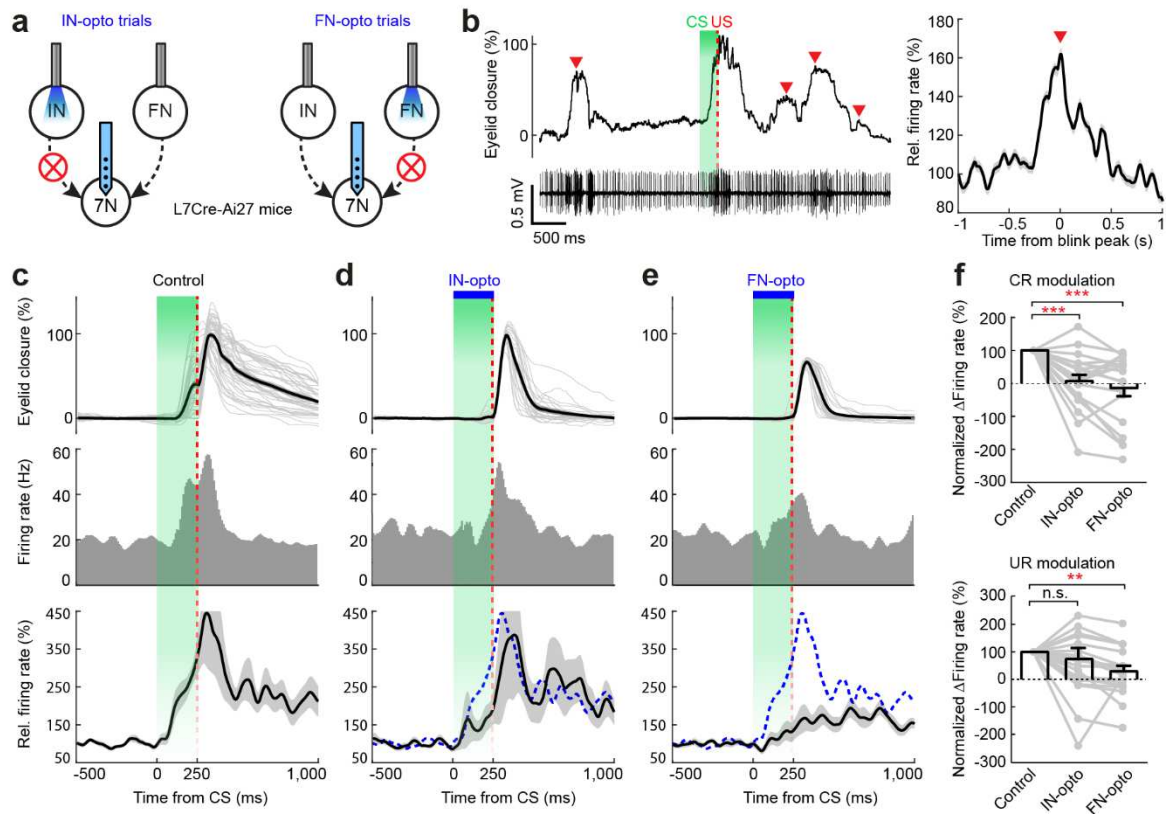 a
IN-opto trials
FN-opto trials
IN
FN
IN
FN
7N
7N
L7Cre-Ai27 mice
b
CS US
Eyelid closure (%)
100
0
0.5 mV
500 ms
Rel. firing rate (%)
180
160
140
120
100
80
-1
-0.5
0
0.5
1
Time from blink peak (s)
c
Control
Eyelid closure (%)
100
0
Firing rate (Hz)
60
40
20
0
Rel. firing rate (%)
450
350
250
150
50
-500
0
250
1,000
Time from CS (ms)
d
IN-opto
100
0
60
40
20
0
450
350
250
150
50
-500
0
250
1,000
Time from CS (ms)
e
FN-opto
100
0
60
40
20
0
450
350
250
150
50
-500
0
250
1,000
Time from CS (ms)
f
CR modulation
Normalized ΔFiring rate (%)
200
100
0
-100
-200
-300
***
***
Control
IN-opto
FN-opto
UR modulation
Normalized ΔFiring rate (%)
300
200
100
0
-100
-200
-300
**
n.s.
Control
IN-opto
FN-opto